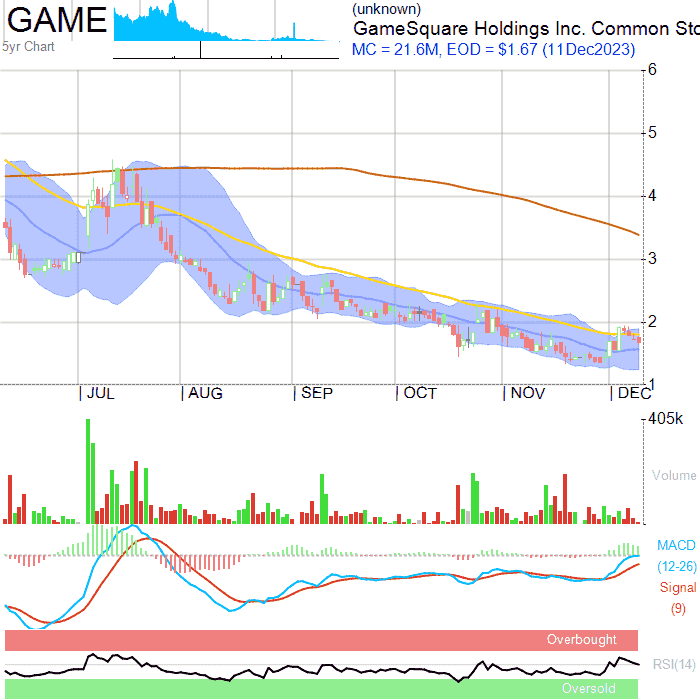 GAME
5yr Chart
(unknown)
GameSquare Holdings Inc. Common Sto
MC = 21.6M, EOD = $1.67 (11Dec2023)
6
5
4
3
2
1
JUL
AUG
SEP
OCT
NOV
DEC
405k
Volume
MACD
(12-26)
Signal
(9)
Overbought
RSI(14)
Oversold